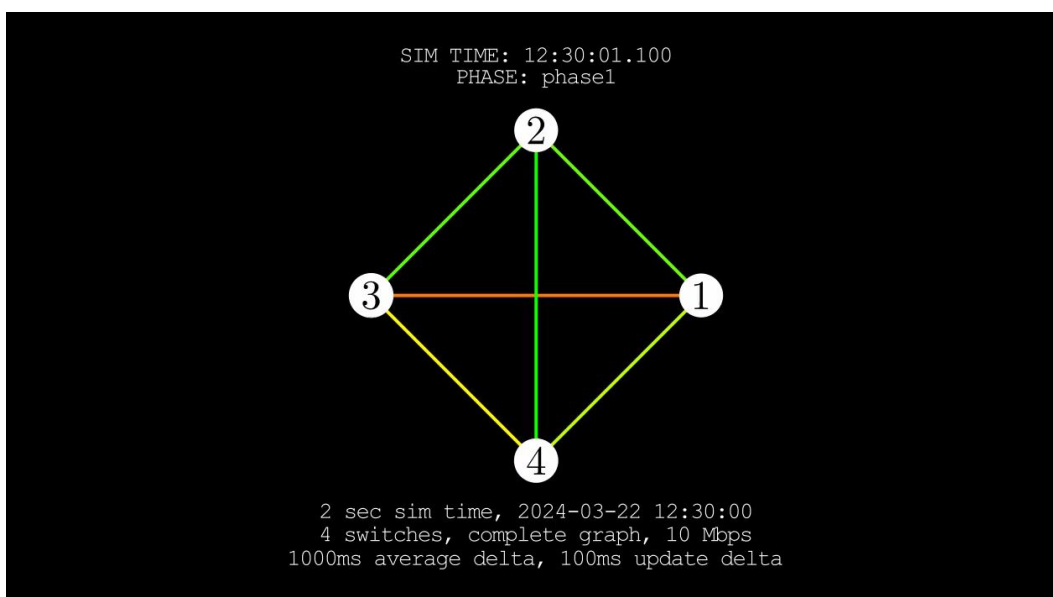 SIM TIME: 12:30:01.100
PHASE: phase1
2
3
1
4
2 sec sim time, 2024-03-22 12:30:00
4 switches, complete graph, 10 Mbps
1000ms average delta, 100ms update delta